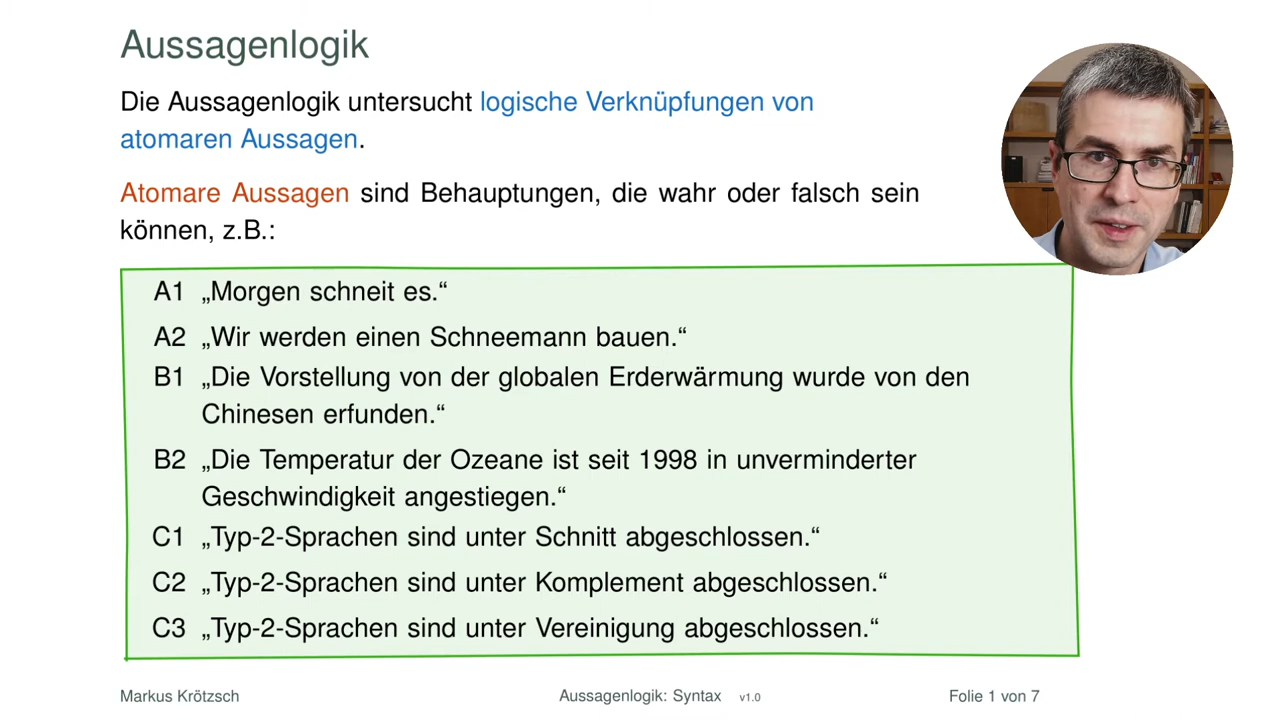 Aussagenlogik
Die Aussagenlogik untersucht logische Verknüpfungen von
atomaren Aussagen.
Atomare Aussagen sind Behauptungen, die wahr oder falsch sein
können, z.B.:
A1 „Morgen schneit es.“
A2 „Wir werden einen Schneemann bauen.“
B1 „Die Vorstellung von der globalen Erderwärmung wurde von den
Chinesen erfunden.“
B2 „Die Temperatur der Ozeane ist seit 1998 in unverminderter
Geschwindigkeit angestiegen.“
C1 „Typ-2-Sprachen sind unter Schnitt abgeschlossen.“
C2 „Typ-2-Sprachen sind unter Komplement abgeschlossen.“
C3 „Typ-2-Sprachen sind unter Vereinigung abgeschlossen.“
Markus Krötzsch Aussagenlogik: Syntax v1.0 Folie 1 von 7